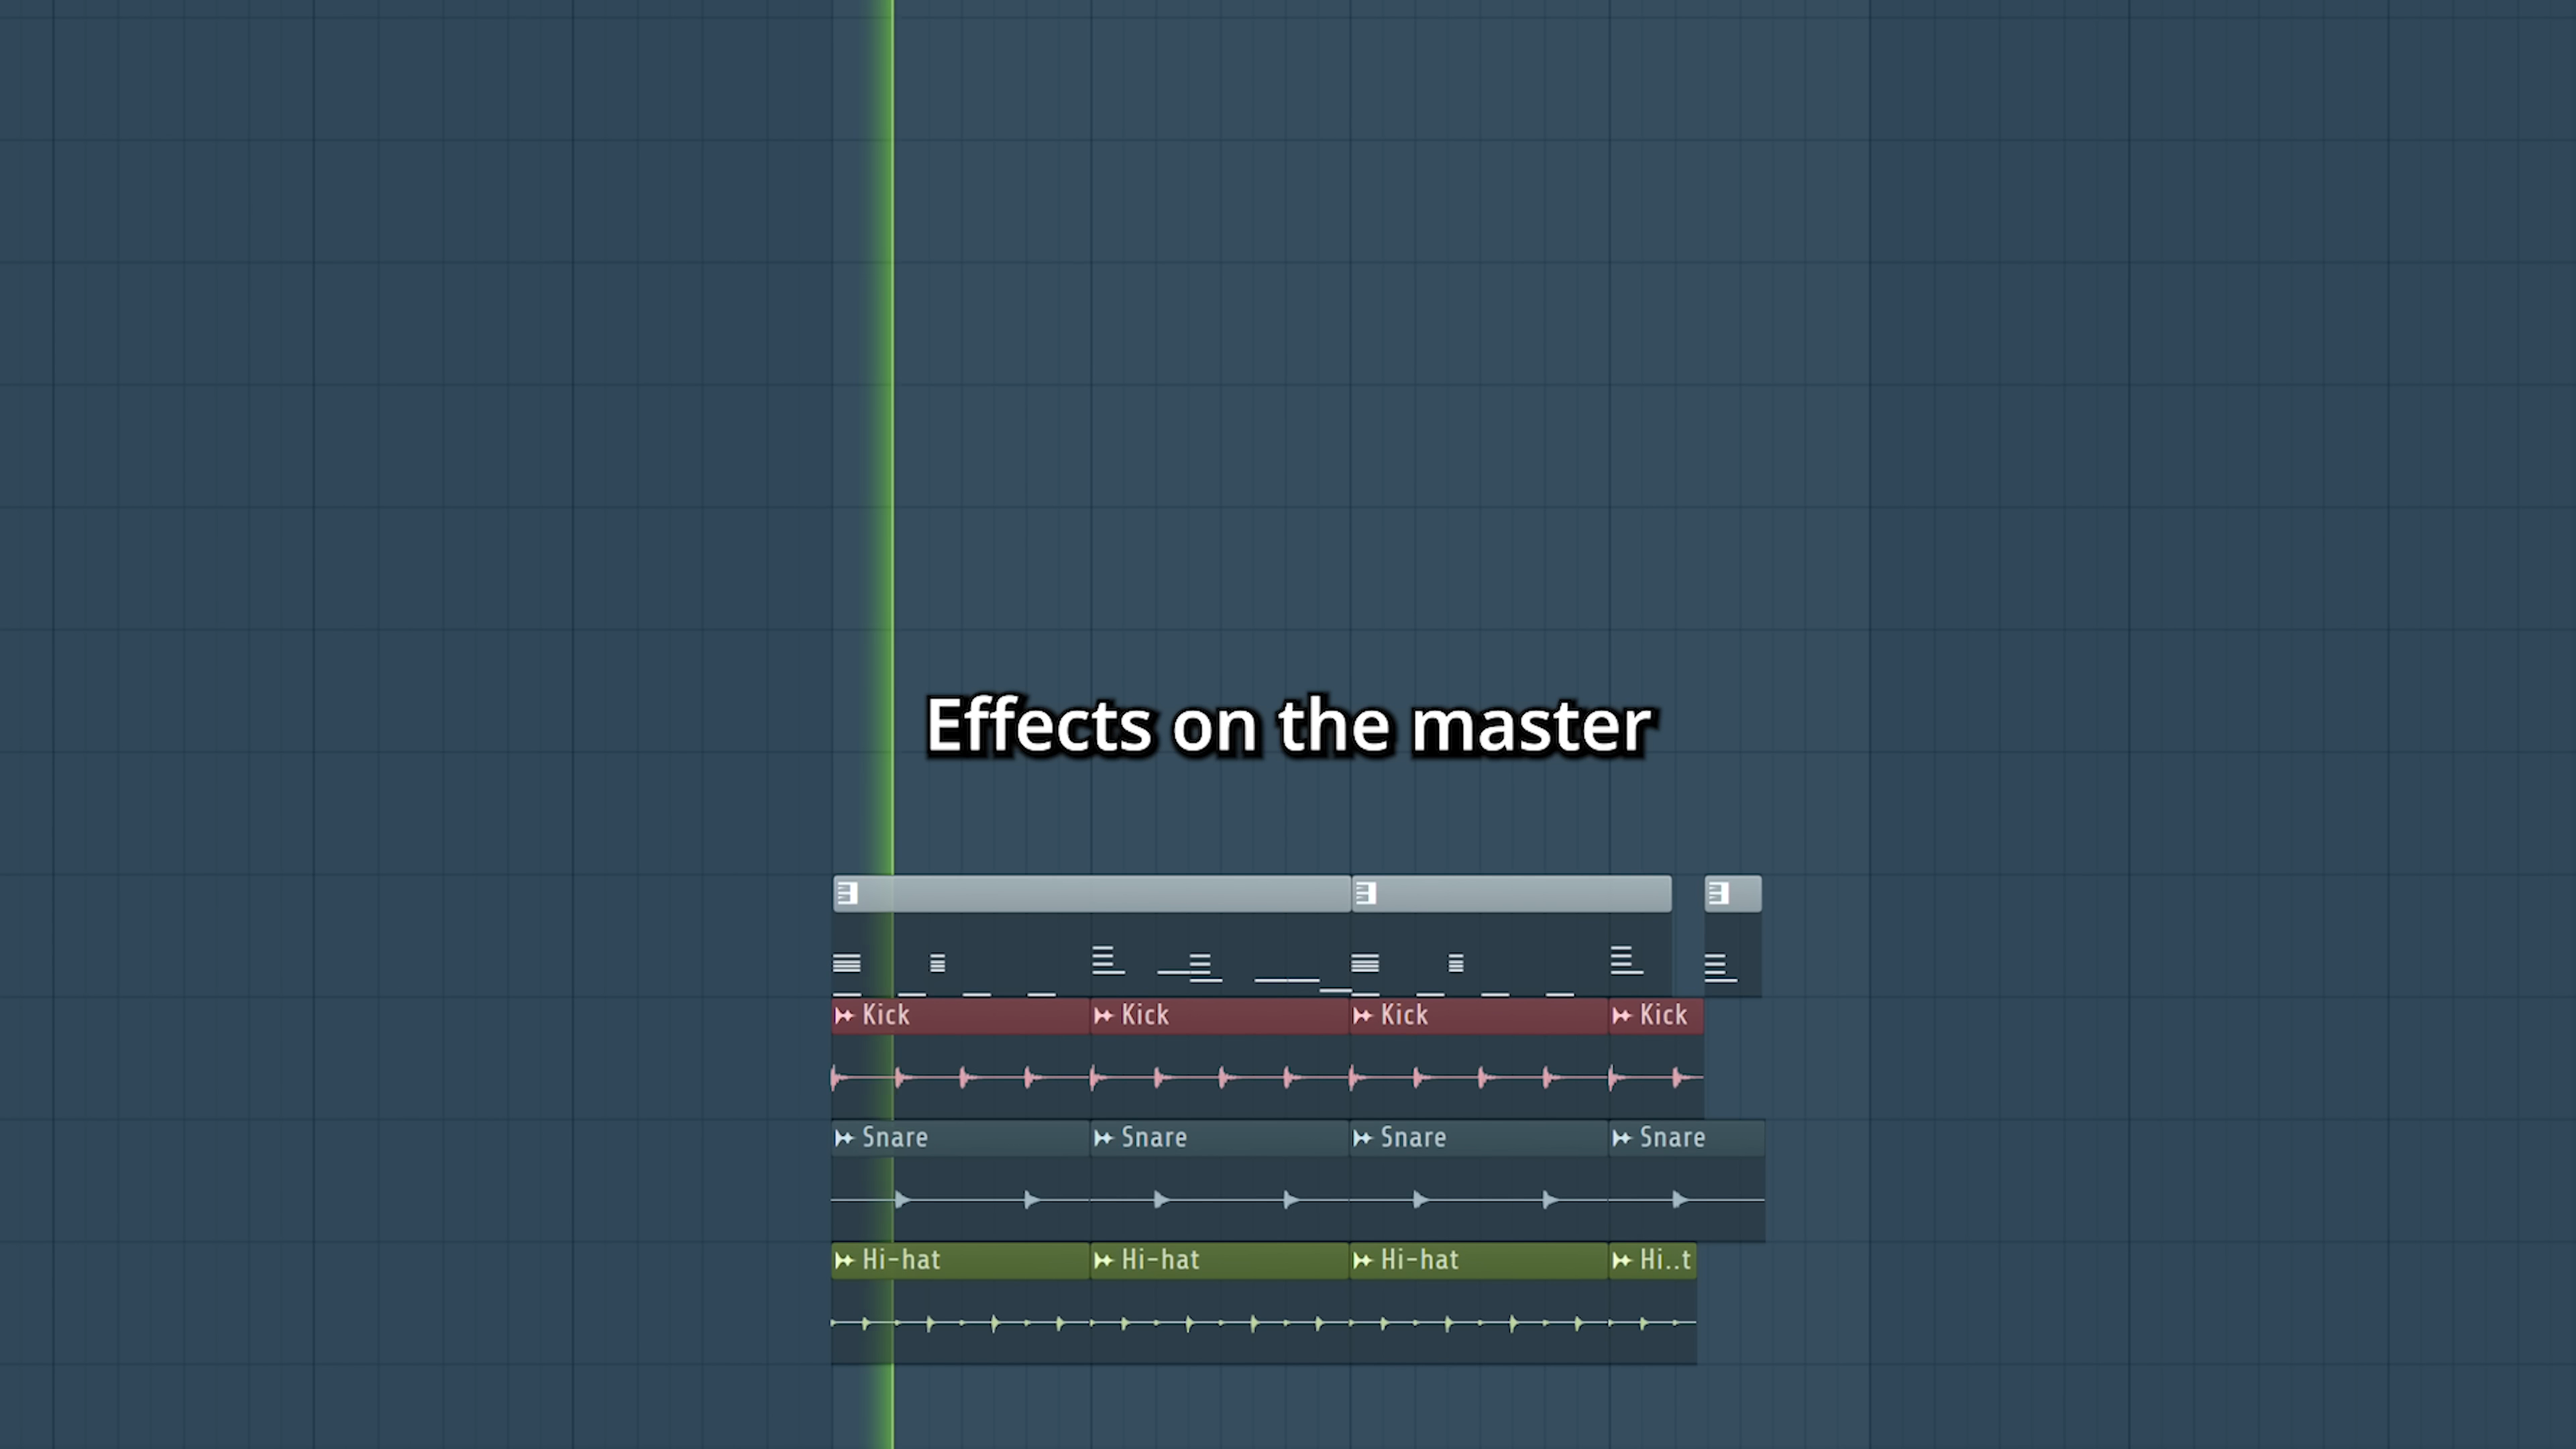 Effects on the master
Kick Kick Kick Kick
Snare Snare Snare Snare
Hi-hat Hi-hat Hi-hat Hi..t